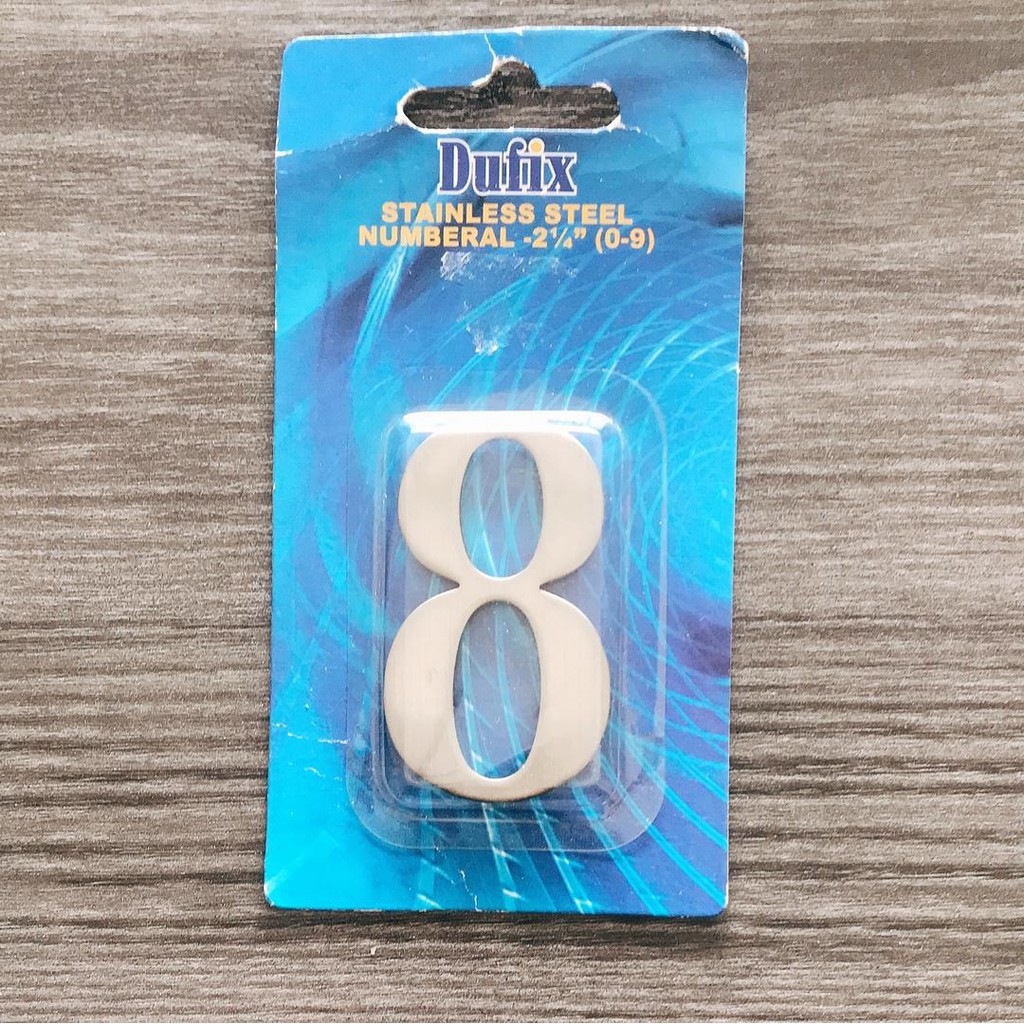 Dufix
STAINLESS STEEL
NUMBERAL -2¼" (0-9)
8